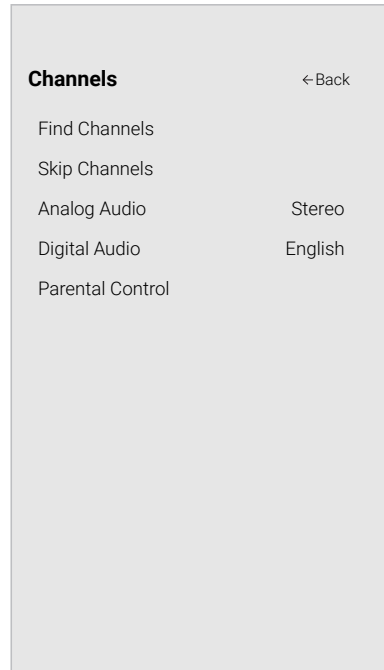 Channels ←Back
Find Channels
Skip Channels
Analog Audio Stereo
Digital Audio English
Parental Control